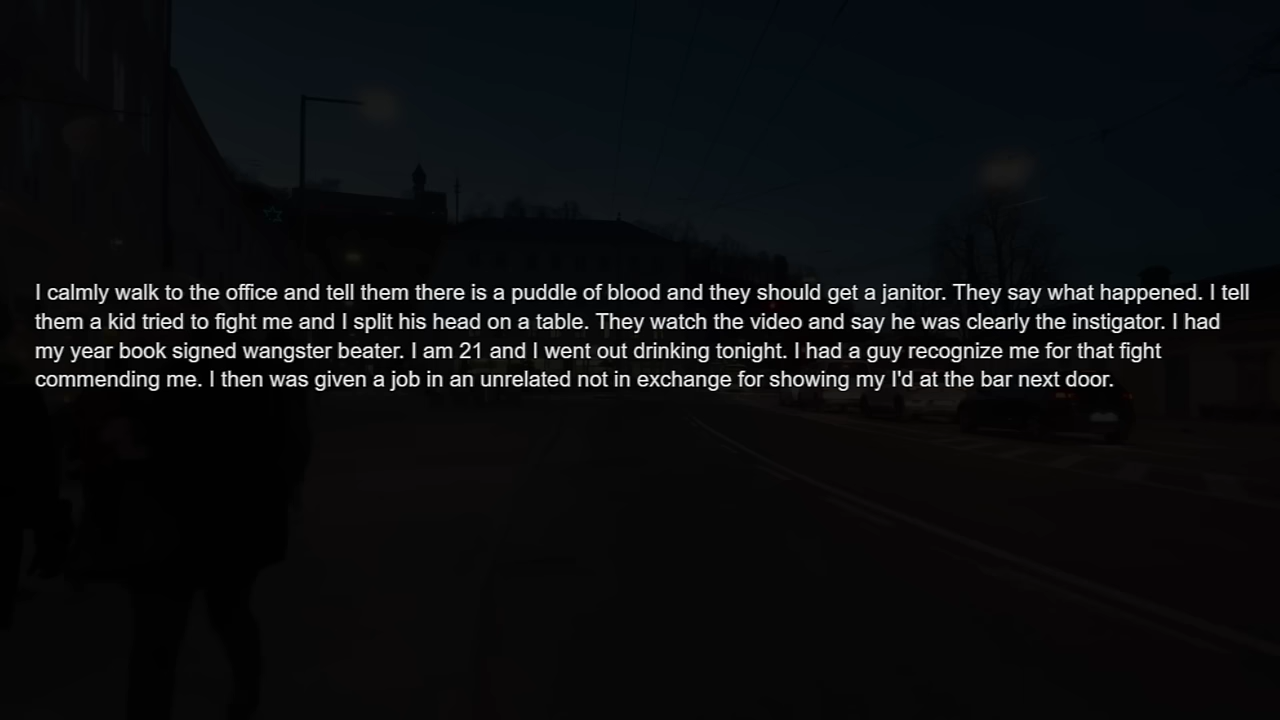 I calmly walk to the office and tell them there is a puddle of blood and they should get a janitor. They say what happened. I tell
them a kid tried to fight me and I split his head on a table. They watch the video and say he was clearly the instigator. I had
my year book signed wangster beater. I am 21 and I went out drinking tonight. I had a guy recognize me for that fight
commending me. I then was given a job in an unrelated not in exchange for showing my I'd at the bar next door.